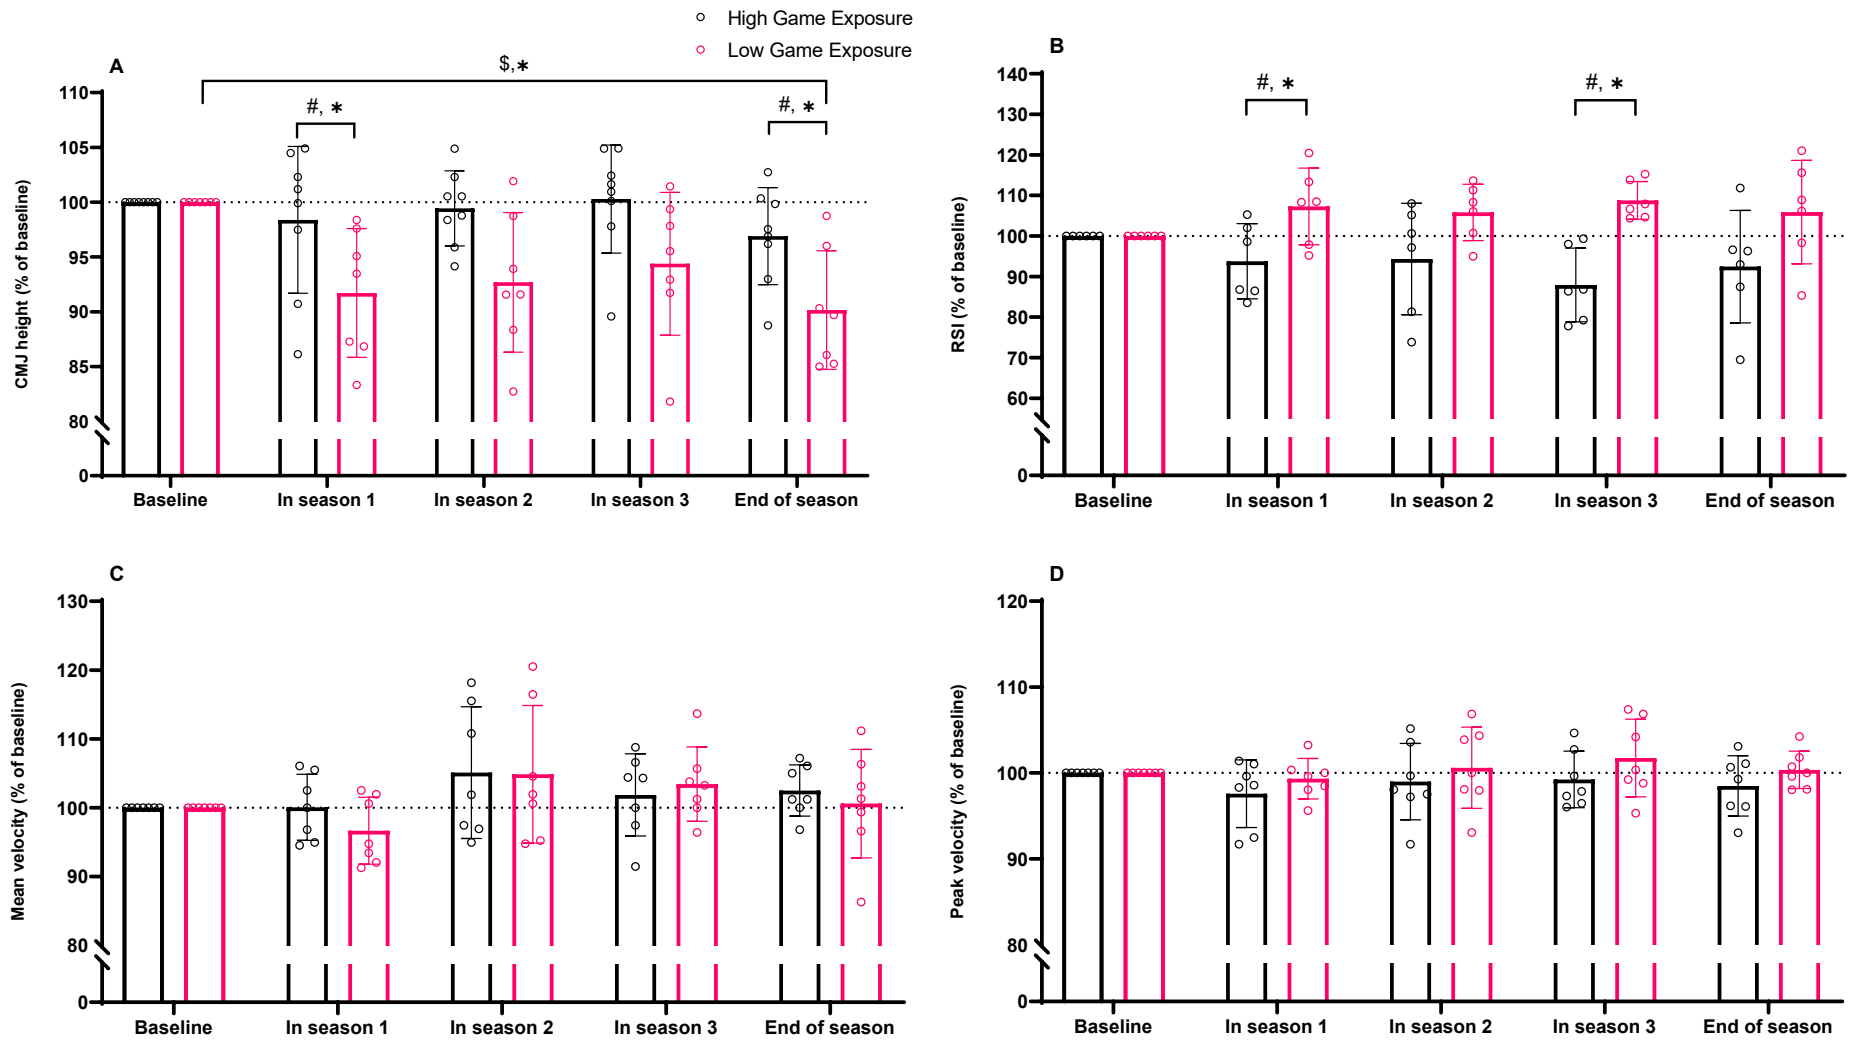 High Game Exposure
Low Game Exposure
A
$,*
#, *
#, *
110
105
100
95
90
85
80
0
CMJ height (% of baseline)
Baseline
In season 1
In season 2
In season 3
End of season
B
#, *
#, *
140
130
120
110
100
90
80
70
60
0
RSI (% of baseline)
Baseline
In season 1
In season 2
In season 3
End of season
C
130
120
110
100
90
80
0
Mean velocity (% of baseline)
Baseline
In season 1
In season 2
In season 3
End of season
D
120
110
100
90
80
0
Peak velocity (% of baseline)
Baseline
In season 1
In season 2
In season 3
End of season